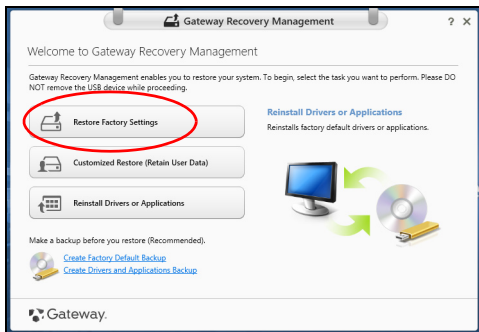 Gateway Recovery Management
? X
Welcome to Gateway Recovery Management
Gateway Recovery Management enables you to restore your system. To begin, select the task you want to perform. Please DO
NOT remove the USB device while proceeding.
Restore Factory Settings
Customized Restore (Retain User Data)
Reinstall Drivers or Applications
Reinstall Drivers or Applications
Reinstalls factory default drivers or applications.
Make a backup before you restore (Recommended).
Create Factory Default Backup
Create Drivers and Applications Backup
Gateway.